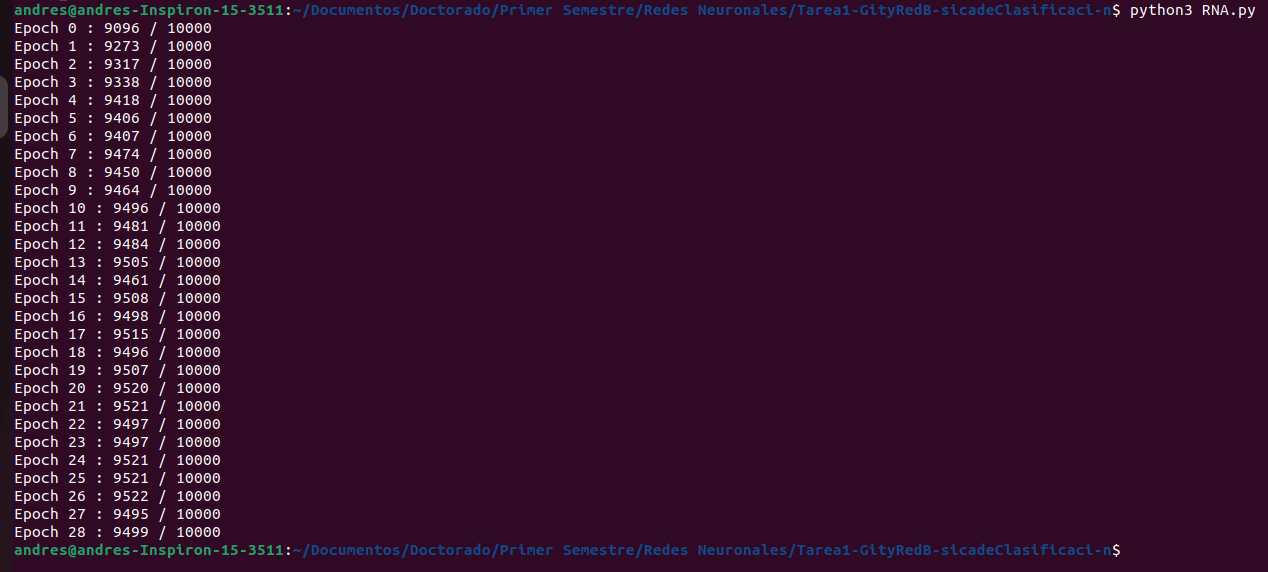 andres@andres-Inspiron-15-3511:~/Documentos/Doctorado/Primer Semestre/Redes Neuronales/Tarea1-GityRedB-sicadeClasificaci-n$ python3 RNA.py
Epoch 0 : 9096 / 10000
Epoch 1 : 9273 / 10000
Epoch 2 : 9317 / 10000
Epoch 3 : 9338 / 10000
Epoch 4 : 9418 / 10000
Epoch 5 : 9406 / 10000
Epoch 6 : 9407 / 10000
Epoch 7 : 9474 / 10000
Epoch 8 : 9450 / 10000
Epoch 9 : 9464 / 10000
Epoch 10 : 9496 / 10000
Epoch 11 : 9481 / 10000
Epoch 12 : 9484 / 10000
Epoch 13 : 9505 / 10000
Epoch 14 : 9461 / 10000
Epoch 15 : 9508 / 10000
Epoch 16 : 9498 / 10000
Epoch 17 : 9515 / 10000
Epoch 18 : 9496 / 10000
Epoch 19 : 9507 / 10000
Epoch 20 : 9520 / 10000
Epoch 21 : 9521 / 10000
Epoch 22 : 9497 / 10000
Epoch 23 : 9497 / 10000
Epoch 24 : 9521 / 10000
Epoch 25 : 9521 / 10000
Epoch 26 : 9522 / 10000
Epoch 27 : 9495 / 10000
Epoch 28 : 9499 / 10000
andres@andres-Inspiron-15-3511:~/Documentos/Doctorado/Primer Semestre/Redes Neuronales/Tarea1-GityRedB-sicadeClasificaci-n$